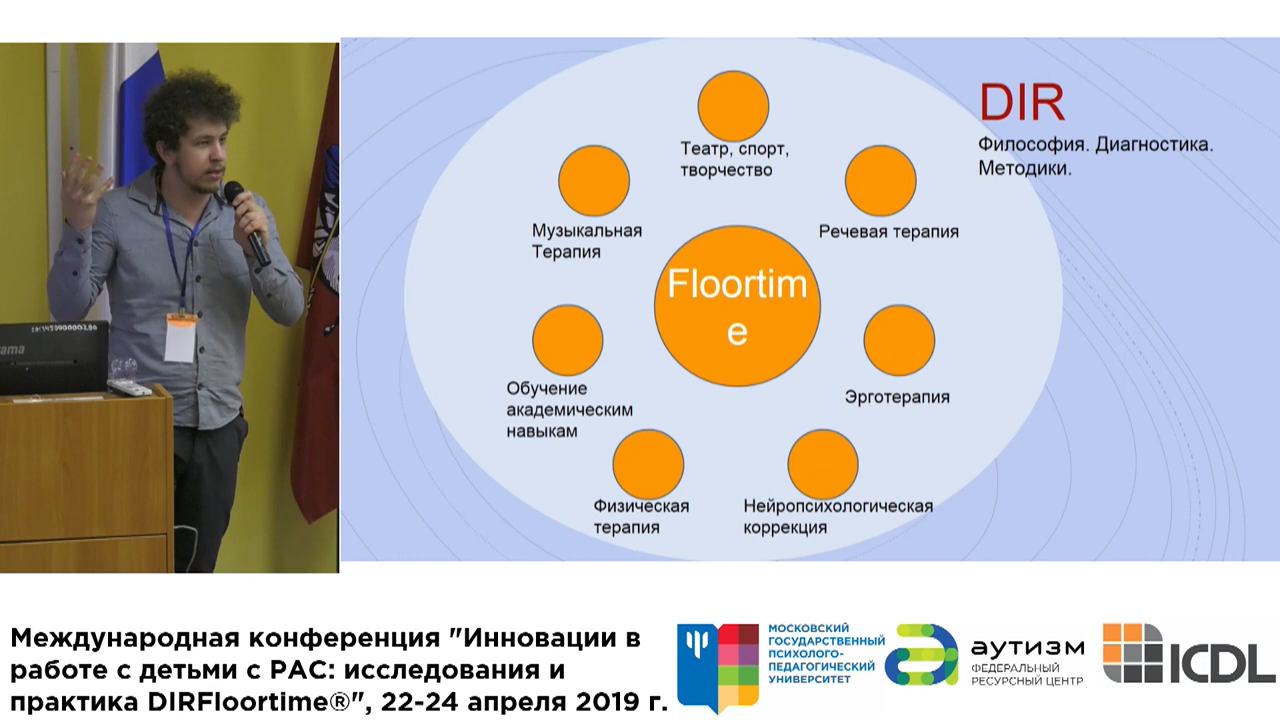 DIR
Философия. Диагностика.
Методики.
Театр, спорт,
творчество
Музыкальная
Терапия
Речевая терапия
Floortim
e
Обучение
академическим
навыкам
Эрготерапия
Физическая
терапия
Нейропсихологическая
коррекция
Международная конференция "Инновации в
работе с детьми с РАС: исследования и
практика DIRFloortime®", 22-24 апреля 2019 г.
МОСКОВСКИЙ
ГОСУДАРСТВЕННЫЙ
ПСИХОЛОГО-
ПЕДАГОГИЧЕСКИЙ
УНИВЕРСИТЕТ
аутизм
ФЕДЕРАЛЬНЫЙ
РЕСУРСНЫЙ ЦЕНТР
ICDL